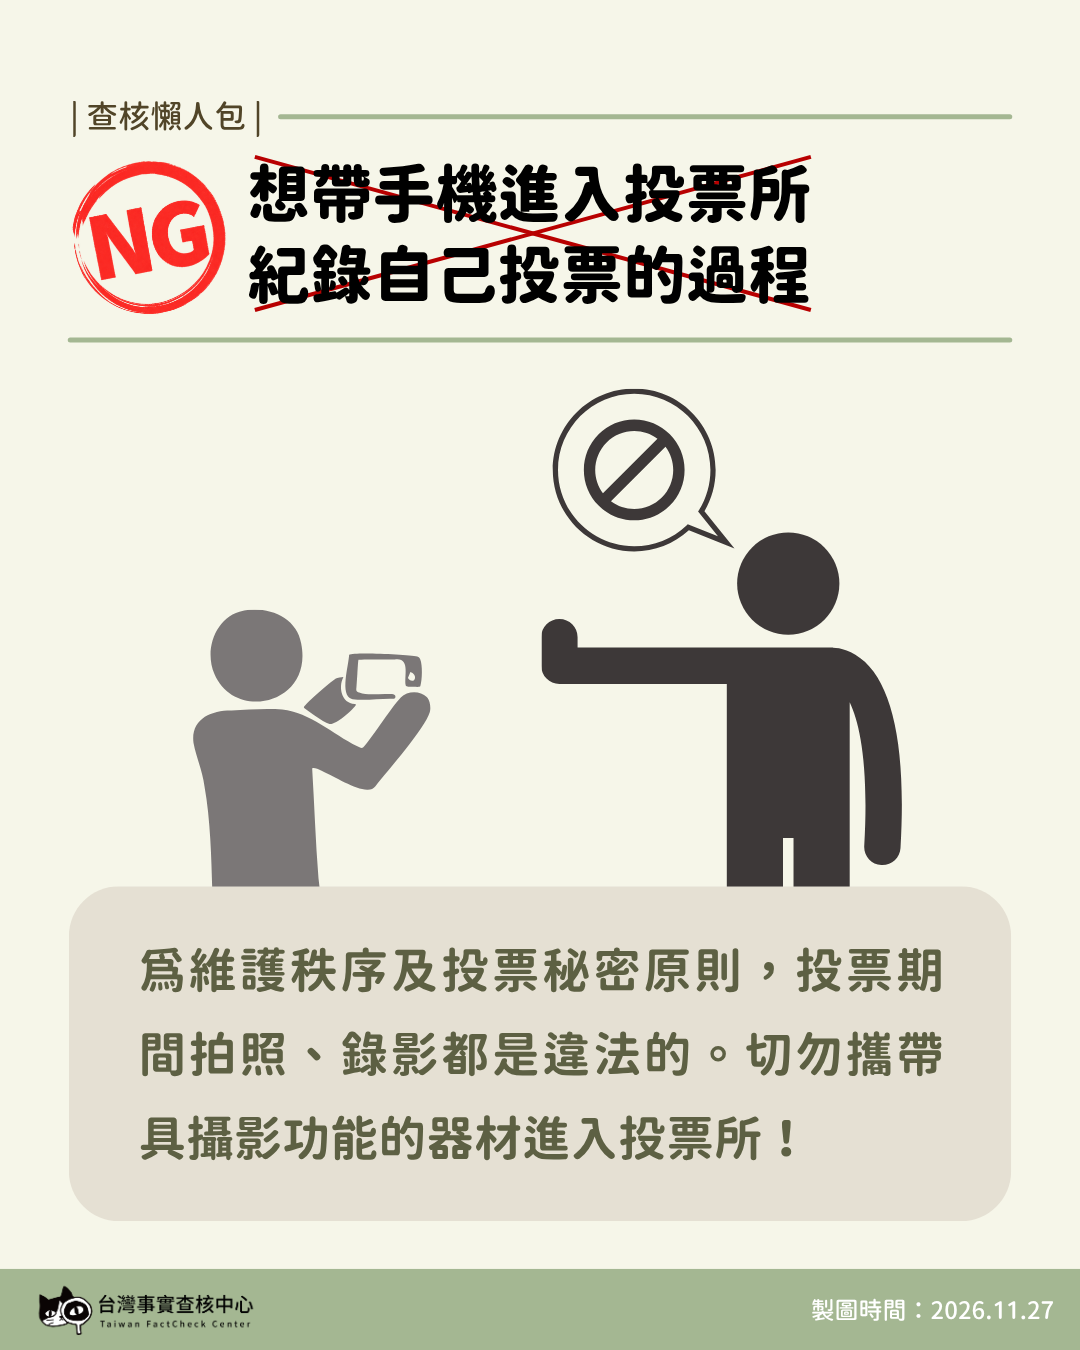 |查核懶人包|
NG
想帶手機進入投票所
紀錄自己投票的過程
為維護秩序及投票秘密原則，投票期
間拍照、錄影都是違法的。切勿攜帶
具攝影功能的器材進入投票所！
台灣事實查核中心
Taiwan FactCheck Center
製圖時間：2026.11.27